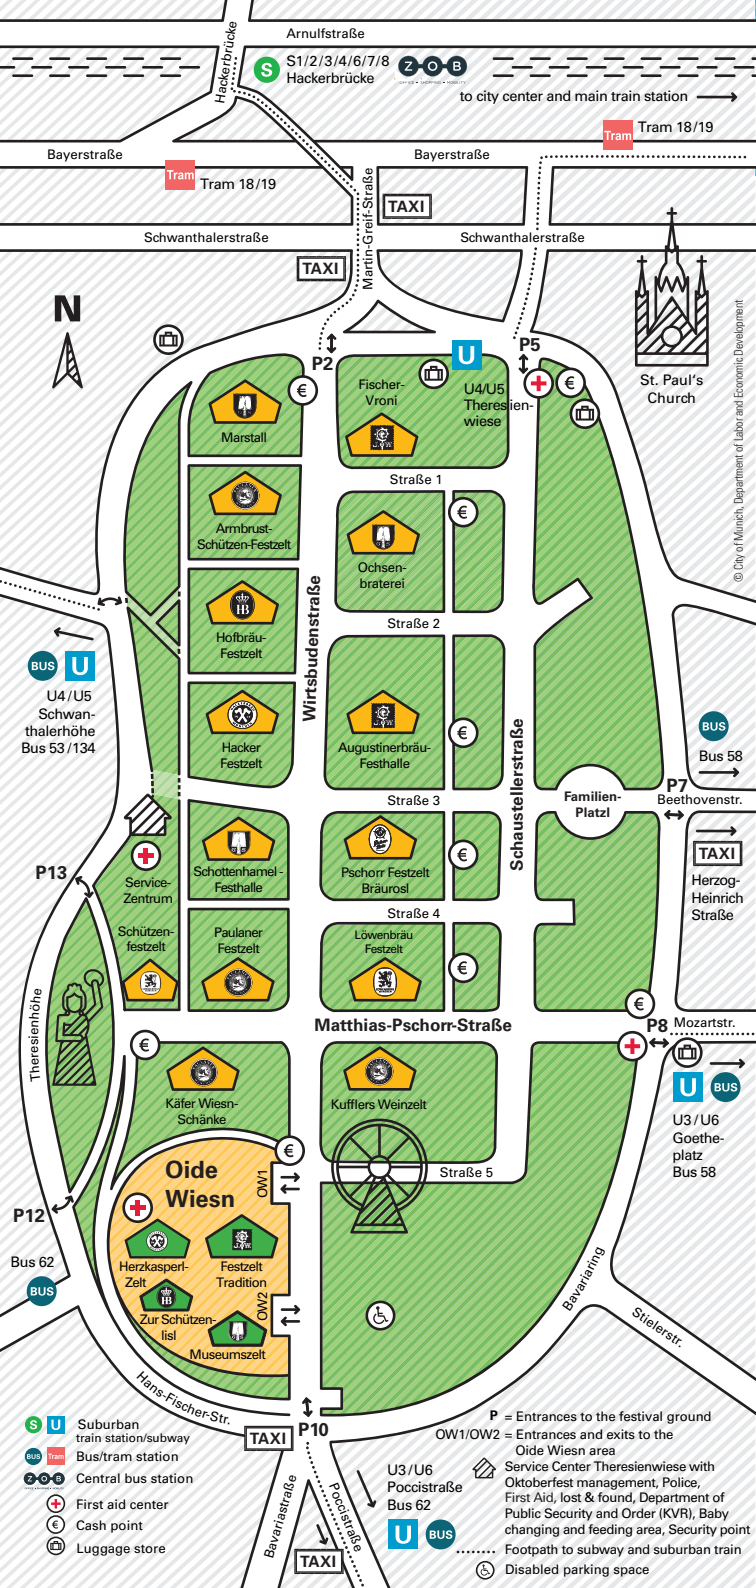 Arnulfstraße
Hackerbrücke
S
S1/2/3/4/6/7/8
Hackerbrücke
Z-O-B
to city center and main train station
Tram
Tram 18/19
Bayerstraße
Bayerstraße
Tram
Tram 18/19
TAXI
Martin-Greif-Straße
Schwanthalerstraße
Schwanthalerstraße
TAXI
N
St. Paul's
Church
© City of Munich, Department of Labor and Economic Development
P2
U
P5
€
Fischer-
Vroni
U4/U5
Theresien-
wiese
€
Marstall
Straße 1
Armbrust-
Schützen-Festzelt
€
Ochsen-
braterei
HB
Hofbräu-
Festzelt
Wirtsbudenstraße
Straße 2
BUS
U
U4/U5
Schwan-
thalerhöhe
Bus 53/134
Hacker
Festzelt
Augustinerbräu-
Festhalle
€
Schaustellerstraße
BUS
Bus 58
P7
Beethovenstr.
Familien-
Platzl
Straße 3
TAXI
Herzog-
Heinrich
Straße
P13
Service-
Zentrum
Schottenhamel-
Festhalle
Pschorr Festzelt
Bräurosl
€
Straße 4
Schützen-
festzelt
Paulaner
Festzelt
Löwenbräu
Festzelt
€
Theresienhöhe
€
Matthias-Pschorr-Straße
P8
Mozartstr.
€
U
BUS
U3/U6
Goethe-
platz
Bus 58
Käfer Wiesn-
Schänke
Kufflers Weinzelt
€
Oide
Wiesn
OW1
Straße 5
P12
Bus 62
BUS
Herzkasperl-
Zelt
Festzelt
Tradition
HB
Zur Schützen-
lisl
OW2
Museumszelt
Bavariaring
Stielerstr.
Hans-Fischer-Str.
TAXI
P10
Bavariastraße
Poccistraße
TAXI
U3/U6
Poccistraße
Bus 62
U
BUS
S U Suburban
train station/subway
BUS Tram Bus/tram station
Z-O-B Central bus station
First aid center
€ Cash point
Luggage store
P = Entrances to the festival ground
OW1/OW2 = Entrances and exits to the
Oide Wiesn area
Service Center Theresienwiese with
Oktoberfest management, Police,
First Aid, lost & found, Department of
Public Security and Order (KVR), Baby
changing and feeding area, Security point
Footpath to subway and suburban train
Disabled parking space